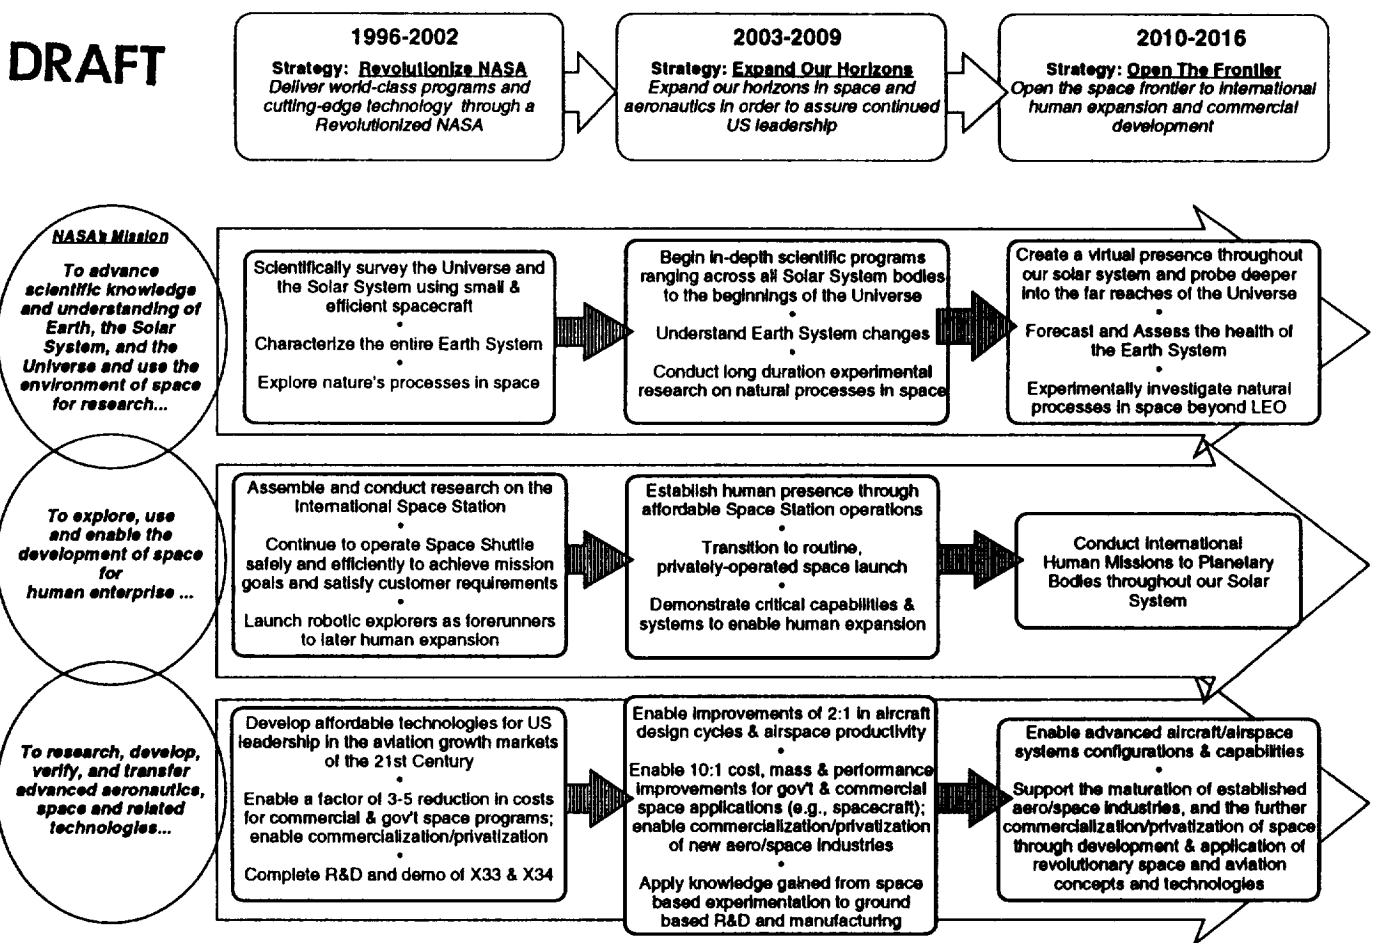 DRAFT
1996-2002
Strategy: Revolutionize NASA
Deliver world-class programs and
cutting-edge technology through a
Revolutionized NASA
2003-2009
Strategy: Expand Our Horizons
Expand our horizons in space and
aeronautics in order to assure continued
US leadership
2010-2016
Strategy: Open The Frontier
Open the space frontier to international
human expansion and commercial
development
NASA's Mission
To advance
scientific knowledge
and understanding of
Earth, the Solar
System, and the
Universe and use the
environment of space
for research...
Scientifically survey the Universe and
the Solar System using small &
efficient spacecraft
•
Characterize the entire Earth System
•
Explore nature's processes in space
Begin in-depth scientific programs
ranging across all Solar System bodies
to the beginnings of the Universe
•
Understand Earth System changes
•
Conduct long duration experimental
research on natural processes in space
Create a virtual presence throughout
our solar system and probe deeper
into the far reaches of the Universe
•
Forecast and Assess the health of
the Earth System
•
Experimentally investigate natural
processes in space beyond LEO
To explore, use
and enable the
development of space
for
human enterprise ...
Assemble and conduct research on the
International Space Station
•
Continue to operate Space Shuttle
safely and efficiently to achieve mission
goals and satisfy customer requirements
•
Launch robotic explorers as forerunners
to later human expansion
Establish human presence through
affordable Space Station operations
•
Transition to routine,
privately-operated space launch
•
Demonstrate critical capabilities &
systems to enable human expansion
Conduct International
Human Missions to Planetary
Bodies throughout our Solar
System
To research, develop,
verify, and transfer
advanced aeronautics,
space and related
technologies...
Develop affordable technologies for US
leadership in the aviation growth markets
of the 21st Century
•
Enable a factor of 3-5 reduction in costs
for commercial & gov't space programs;
enable commercialization/privatization
•
Complete R&D and demo of X33 & X34
Enable improvements of 2:1 in aircraft
design cycles & airspace productivity
•
Enable 10:1 cost, mass & performance
improvements for gov't & commercial
space applications (e.g., spacecraft);
enable commercialization/privatization
of new aero/space industries
•
Apply knowledge gained from space
based experimentation to ground
based R&D and manufacturing
Enable advanced aircraft/airspace
systems configurations & capabilities
•
Support the maturation of established
aero/space industries, and the further
commercialization/privatization of space
through development & application of
revolutionary space and aviation
concepts and technologies